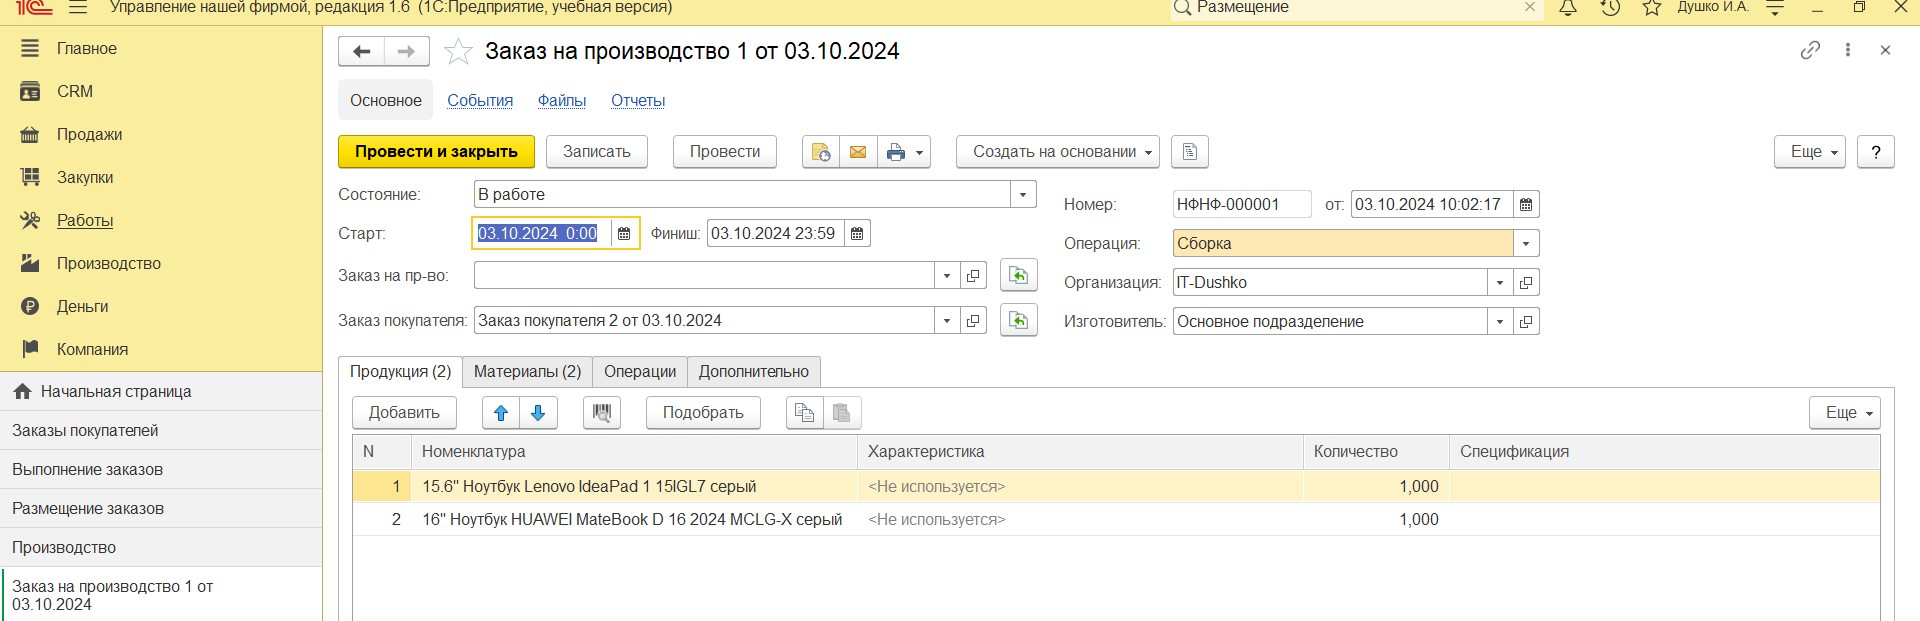 1С Управление нашей фирмой, редакция 1.6 (1С:Предприятие, учебная версия)
Размещение
Душко И.А.
Главное
CRM
Продажи
Закупки
Работы
Производство
Деньги
Компания
Начальная страница
Заказы покупателей
Выполнение заказов
Размещение заказов
Производство
Заказ на производство 1 от
03.10.2024
Заказ на производство 1 от 03.10.2024
Основное События Файлы Отчеты
Провести и закрыть Записать Провести Создать на основании Еще ?
Состояние: В работе
Номер: НФНФ-000001 от: 03.10.2024 10:02:17
Старт: 03.10.2024 0:00 Финиш: 03.10.2024 23:59
Операция: Сборка
Заказ на пр-во:
Организация: IT-Dushko
Заказ покупателя: Заказ покупателя 2 от 03.10.2024
Изготовитель: Основное подразделение
Продукция (2) Материалы (2) Операции Дополнительно
Добавить Подобрать Еще
N Номенклатура Характеристика Количество Спецификация
1 15.6" Ноутбук Lenovo IdeaPad 1 15IGL7 серый <Не используется> 1,000
2 16" Ноутбук HUAWEI MateBook D 16 2024 MCLG-X серый <Не используется> 1,000